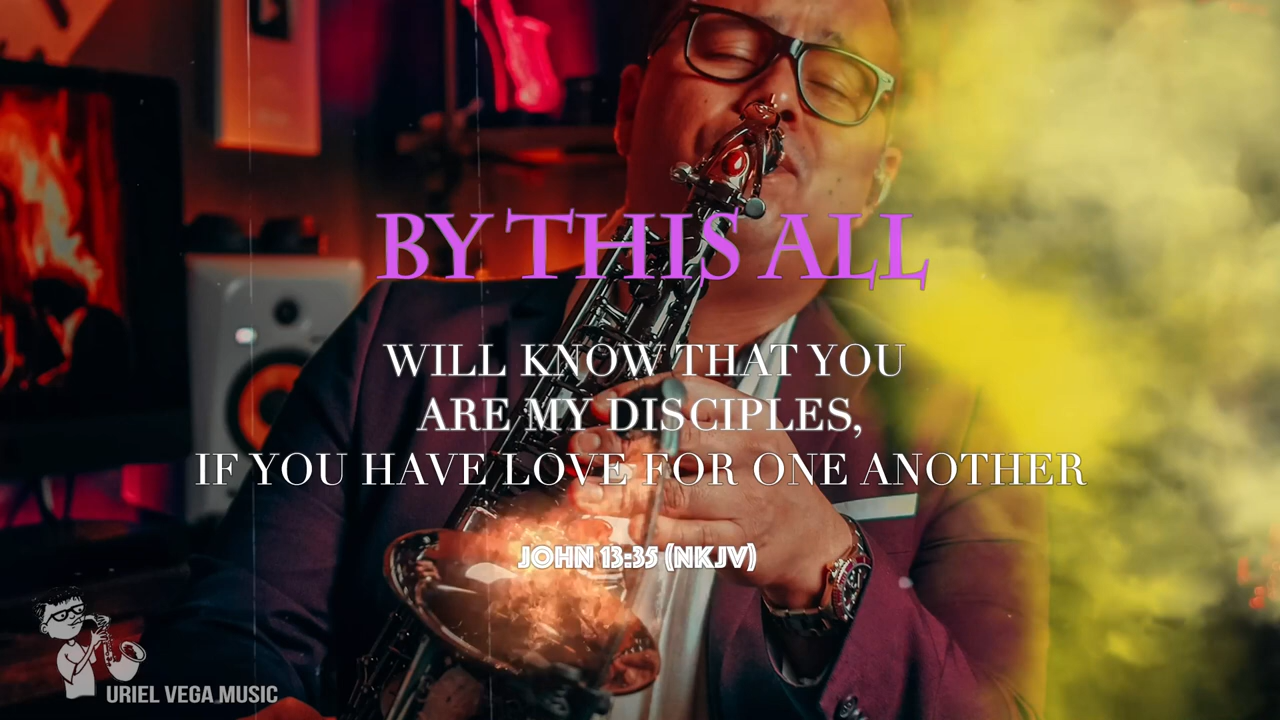 BY THIS ALL
WILL KNOW THAT YOU
ARE MY DISCIPLES,
IF YOU HAVE LOVE FOR ONE ANOTHER
JOHN 13:35 (NKJV)
URIEL VEGA MUSIC